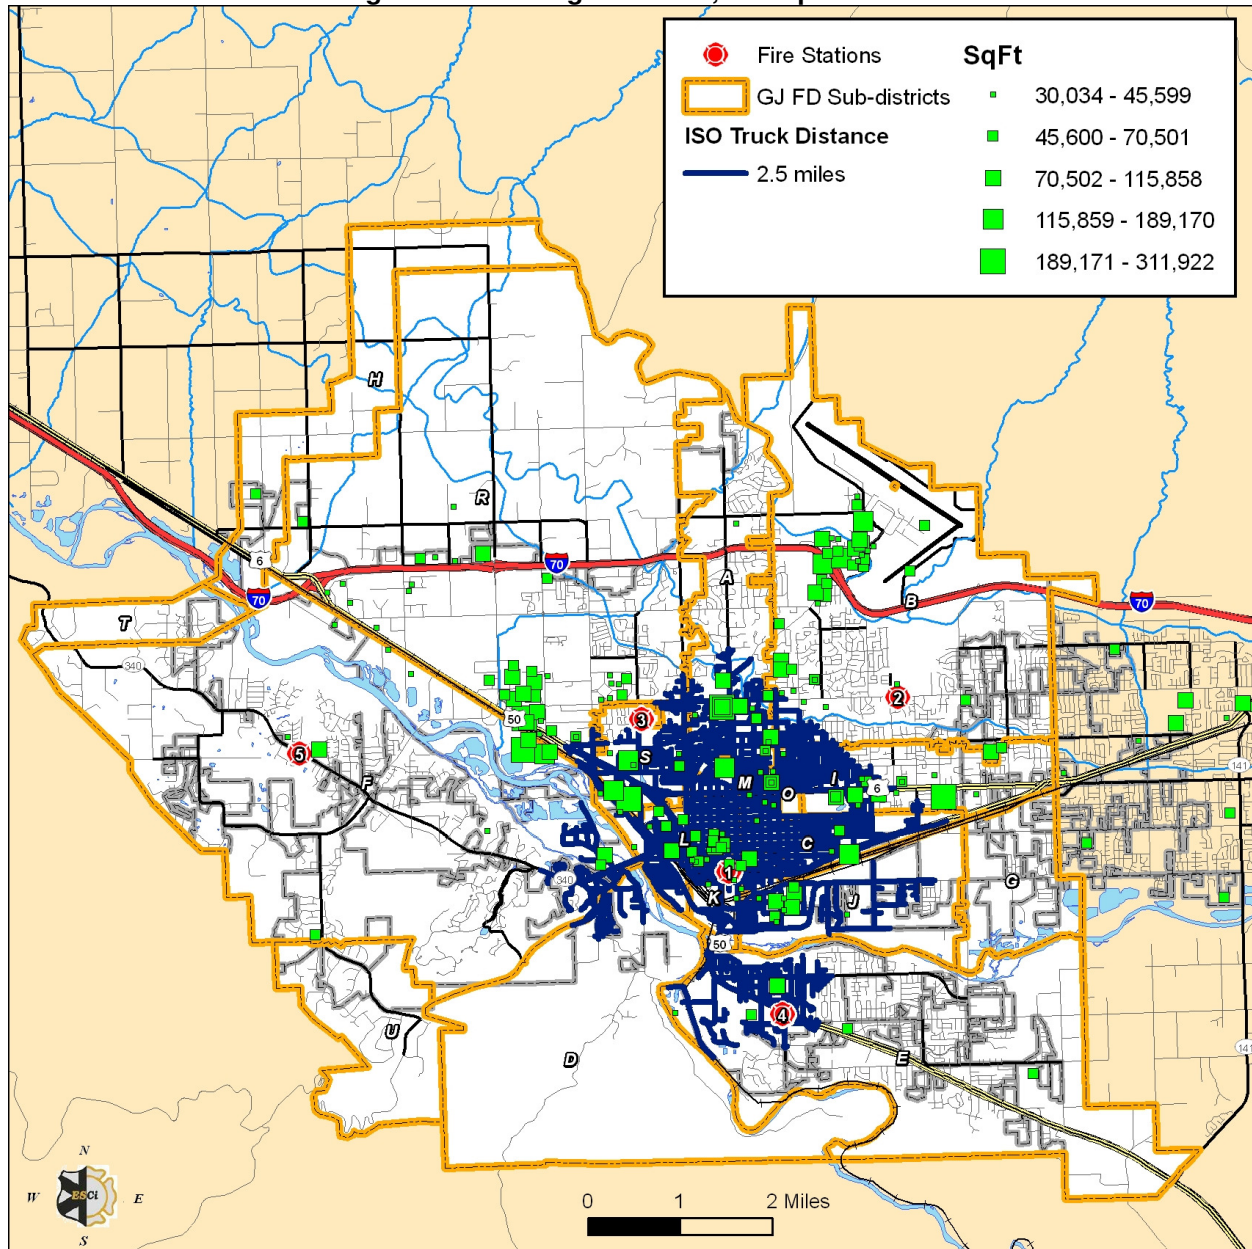 Fire Stations
GJ FD Sub-districts
ISO Truck Distance
2.5 miles
SqFt
30,034 - 45,599
45,600 - 70,501
70,502 - 115,858
115,859 - 189,170
189,171 - 311,922
H
R
6
70
70
A
B
70
T
340
I
2
50
3
S
5
F
M
O
I
6
141
L
C
1
340
K
U
J
G
50
4
U
D
E
141
N
W
E
S
ESCi
0 1 2 Miles